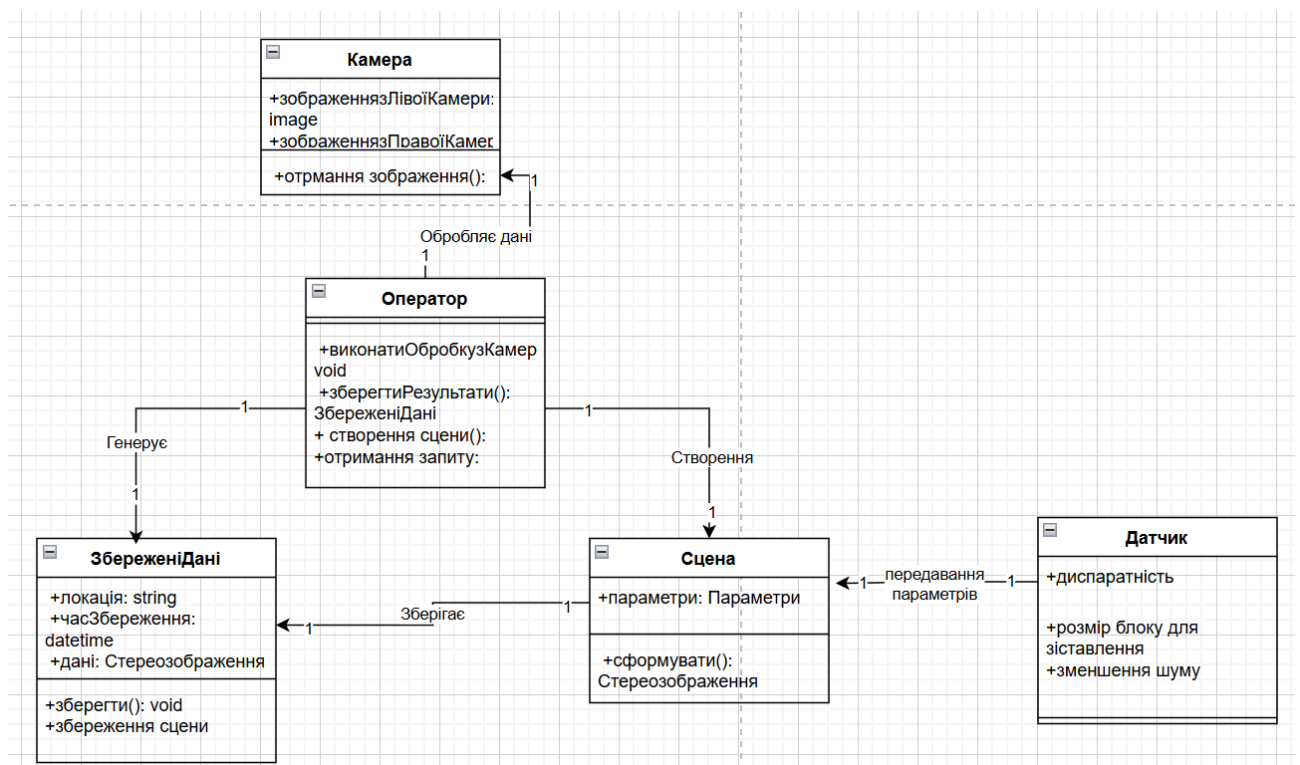 Камера
+зображеннязЛівоїКамери:
image
+зображеннязПравоїКамер
+отрмання зображення():
1
Обробляє дані
1
Оператор
+виконатиОбробкузКамер
void
+зберегтиРезультати():
ЗбереженіДані
+ створення сцени():
+отримання запиту:
1
Генерує
1
1
Створення
1
ЗбереженіДані
+локація: string
+часЗбереження:
datetime
+дані: Стереозображення
+зберегти(): void
+збереження сцени
1
Зберігає
1
Сцена
+параметри: Параметри
+сформувати():
Стереозображення
1
передавання
параметрів
1
Датчик
+диспаратність
+розмір блоку для
зіставлення
+зменшення шуму